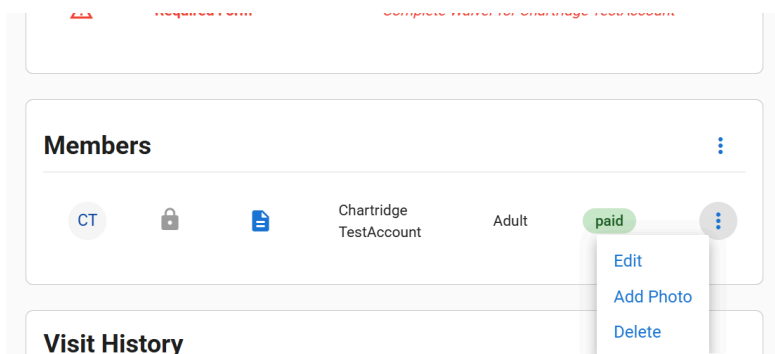 Required Form
Complete Waiver for Chartridge TestAccount
Members
CT
Chartridge
TestAccount
Adult
paid
Edit
Add Photo
Delete
Visit History